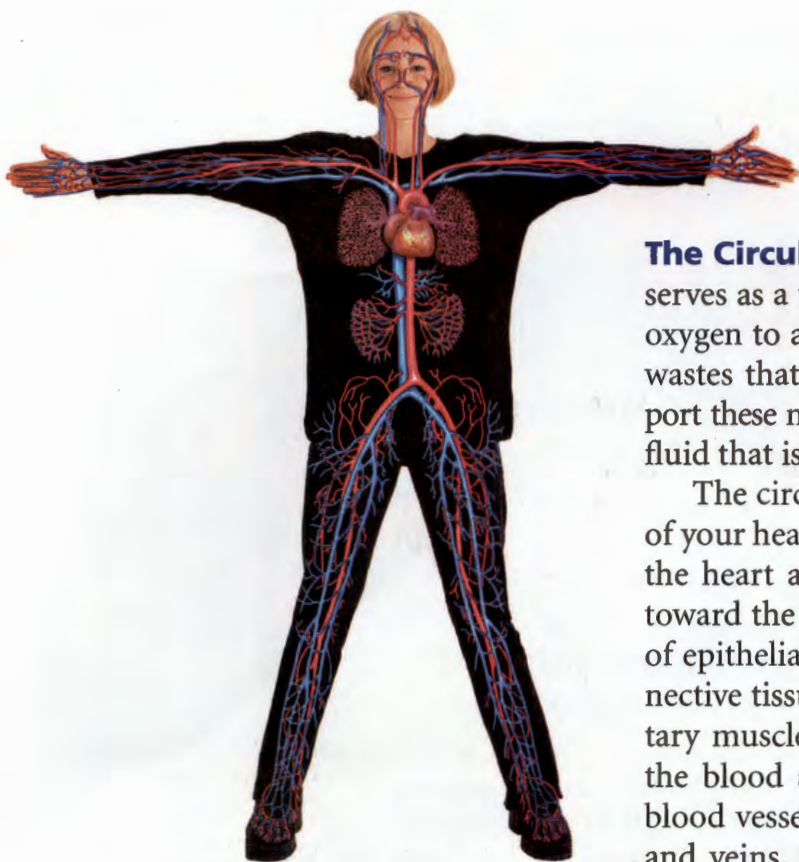 The Circul
serves as a
oxygen to a
wastes that
port these n
fluid that is
The circ
of your hea
the heart a
toward the
of epithelia
nective tissu
tary muscle
the blood
blood vesse
and veins.